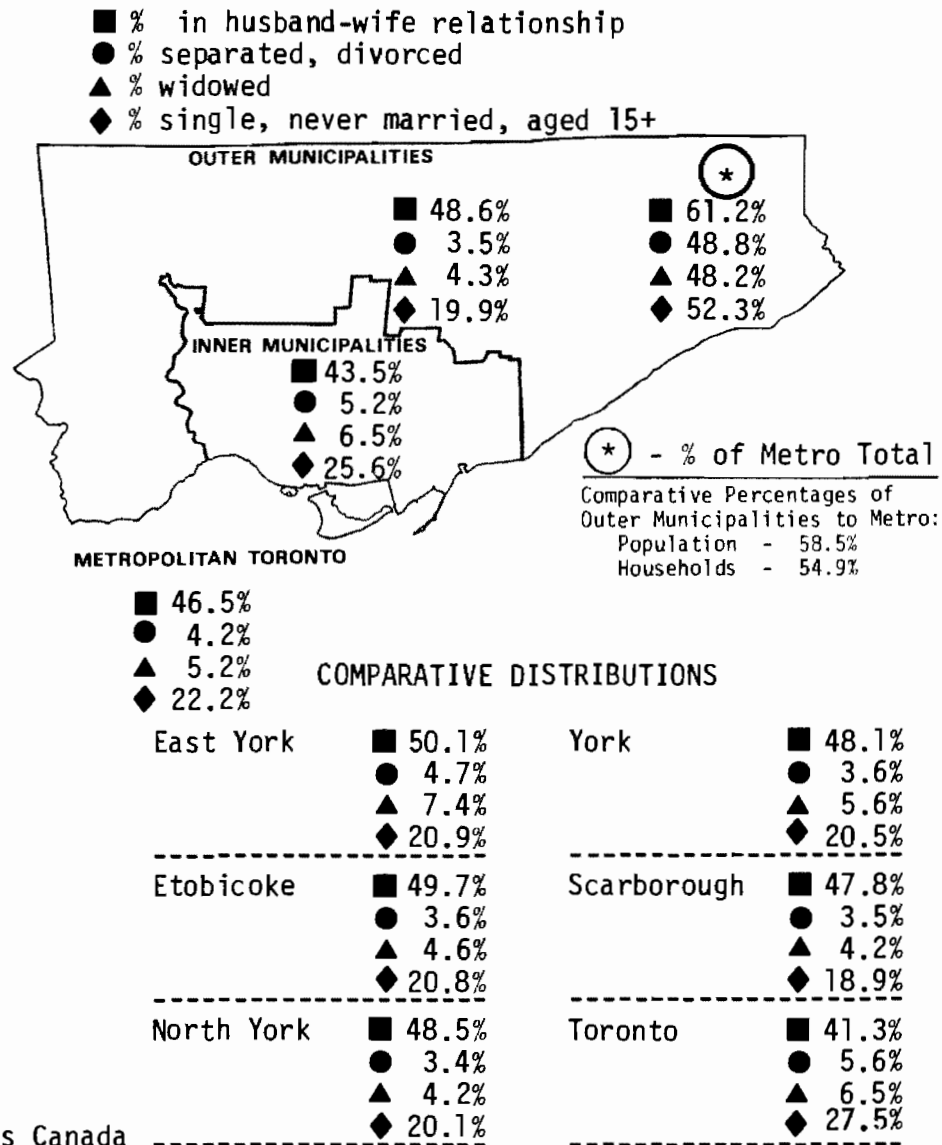 ■ % in husband-wife relationship
● % separated, divorced
▲ % widowed
◆ % single, never married, aged 15+
OUTER MUNICIPALITIES
*
■ 48.6%
● 3.5%
▲ 4.3%
◆ 19.9%
■ 61.2%
● 48.8%
▲ 48.2%
◆ 52.3%
INNER MUNICIPALITIES
■ 43.5%
● 5.2%
▲ 6.5%
◆ 25.6%
* - % of Metro Total
Comparative Percentages of
Outer Municipalities to Metro:
Population - 58.5%
Households - 54.9%
METROPOLITAN TORONTO
■ 46.5%
● 4.2%
▲ 5.2%
◆ 22.2%
COMPARATIVE DISTRIBUTIONS
East York ■ 50.1%
● 4.7%
▲ 7.4%
◆ 20.9%
York ■ 48.1%
● 3.6%
▲ 5.6%
◆ 20.5%
Etobicoke ■ 49.7%
● 3.6%
▲ 4.6%
◆ 20.8%
Scarborough ■ 47.8%
● 3.5%
▲ 4.2%
◆ 18.9%
North York ■ 48.5%
● 3.4%
▲ 4.2%
◆ 20.1%
Toronto ■ 41.3%
● 5.6%
▲ 6.5%
◆ 27.5%
s Canada